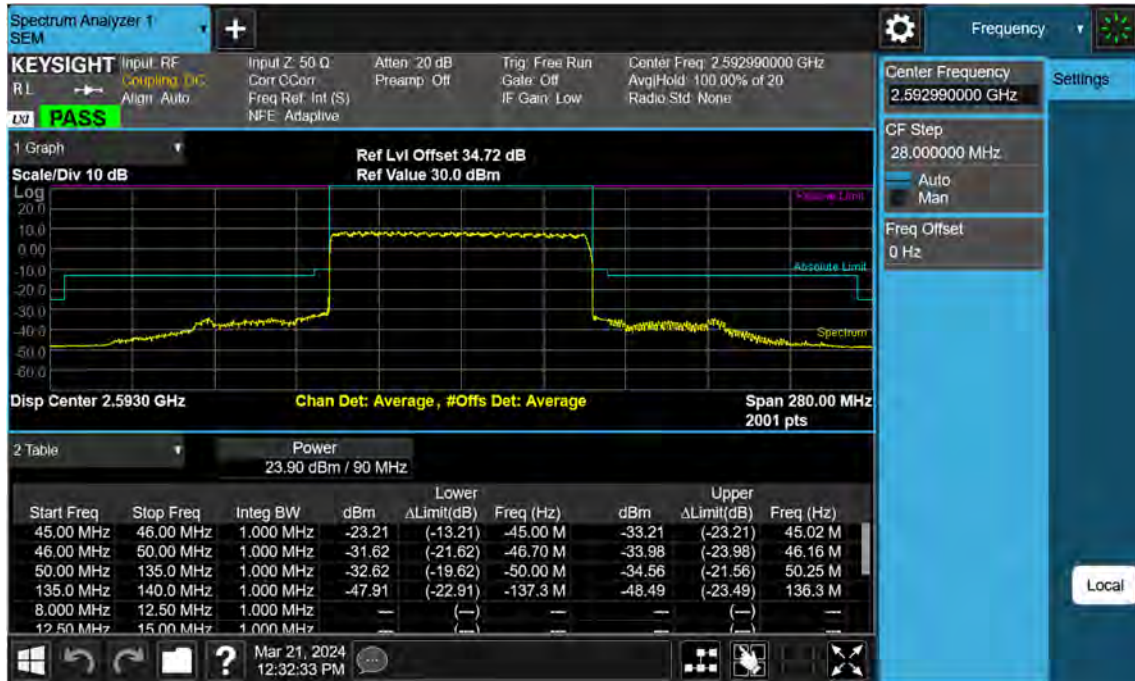 Spectrum Analyzer 1
SEM
Frequency
KEYSIGHT
Input: RF
Coupling: DC
Align: Auto
Input Z: 50 Ω
Corr CCorr
Freq Ref: Int (S)
NFE: Adaptive
Atten: 20 dB
Preamp: Off
Trig: Free Run
Gate: Off
IF Gain: Low
Center Freq: 2.592990000 GHz
Avg|Hold: 100.00% of 20
Radio Std: None
R L
LXI PASS
Center Frequency
2.592990000 GHz
Settings
CF Step
28.000000 MHz
Auto
Man
Freq Offset
0 Hz
1 Graph
Scale/Div 10 dB
Ref Lvl Offset 34.72 dB
Ref Value 30.0 dBm
Log
20.0
10.0
0.00
-10.0
-20.0
-30.0
-40.0
-50.0
-60.0
Relative Limit
Absolute Limit
Spectrum
Disp Center 2.5930 GHz
Chan Det: Average, #Offs Det: Average
Span 280.00 MHz
2001 pts
2 Table
Power
23.90 dBm / 90 MHz
Lower Upper
Start Freq Stop Freq Integ BW dBm ΔLimit(dB) Freq (Hz) dBm ΔLimit(dB) Freq (Hz)
45.00 MHz 46.00 MHz 1.000 MHz -23.21 (-13.21) -45.00 M -33.21 (-23.21) 45.02 M
46.00 MHz 50.00 MHz 1.000 MHz -31.62 (-21.62) -46.70 M -33.98 (-23.98) 46.16 M
50.00 MHz 135.0 MHz 1.000 MHz -32.62 (-19.62) -50.00 M -34.56 (-21.56) 50.25 M
135.0 MHz 140.0 MHz 1.000 MHz -47.91 (-22.91) -137.3 M -48.49 (-23.49) 136.3 M
8.000 MHz 12.50 MHz 1.000 MHz --- (---) --- --- (---) ---
12.50 MHz 15.00 MHz 1.000 MHz --- (---) --- --- (---) ---
Local
?
Mar 21, 2024
12:32:33 PM